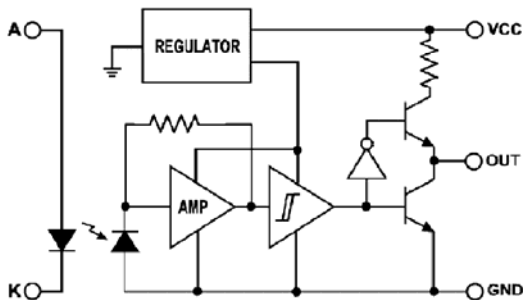 A
REGULATOR
VCC
AMP
OUT
K
GND